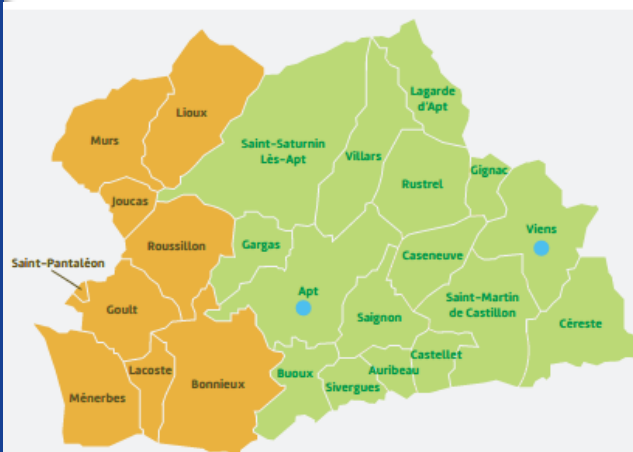 Lagarde
d'Apt
Lioux
Murs
Saint-Saturnin
Lès-Apt
Villars
Gignac
Rustrel
Joucas
Viens
Roussillon
Gargas
Caseneuve
Saint-Pantaléon
Apt
Saint-Martin
de Castillon
Goult
Saignon
Céreste
Castellet
Lacoste
Auribeau
Buoux
Bonnieux
Sivergues
Ménerbes